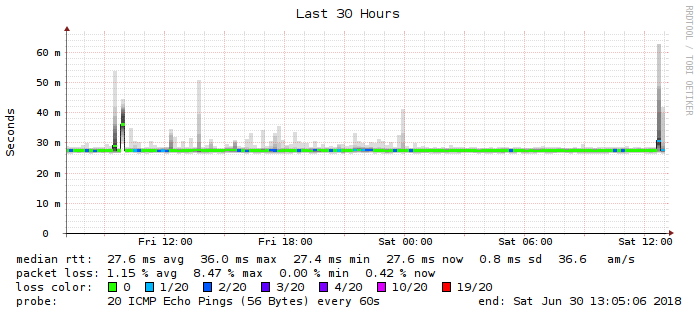 Last 30 Hours
RRDTOOL / TOBI OETIKER
Seconds
60 m
50 m
40 m
30 m
20 m
10 m
0
Fri 12:00 Fri 18:00 Sat 00:00 Sat 06:00 Sat 12:00
median rtt: 27.6 ms avg 36.0 ms max 27.4 ms min 27.6 ms now 0.8 ms sd 36.6 am/s
packet loss: 1.15 % avg 8.47 % max 0.00 % min 0.42 % now
loss color: 0 1/20 2/20 3/20 4/20 10/20 19/20
probe: 20 ICMP Echo Pings (56 Bytes) every 60s end: Sat Jun 30 13:05:06 2018